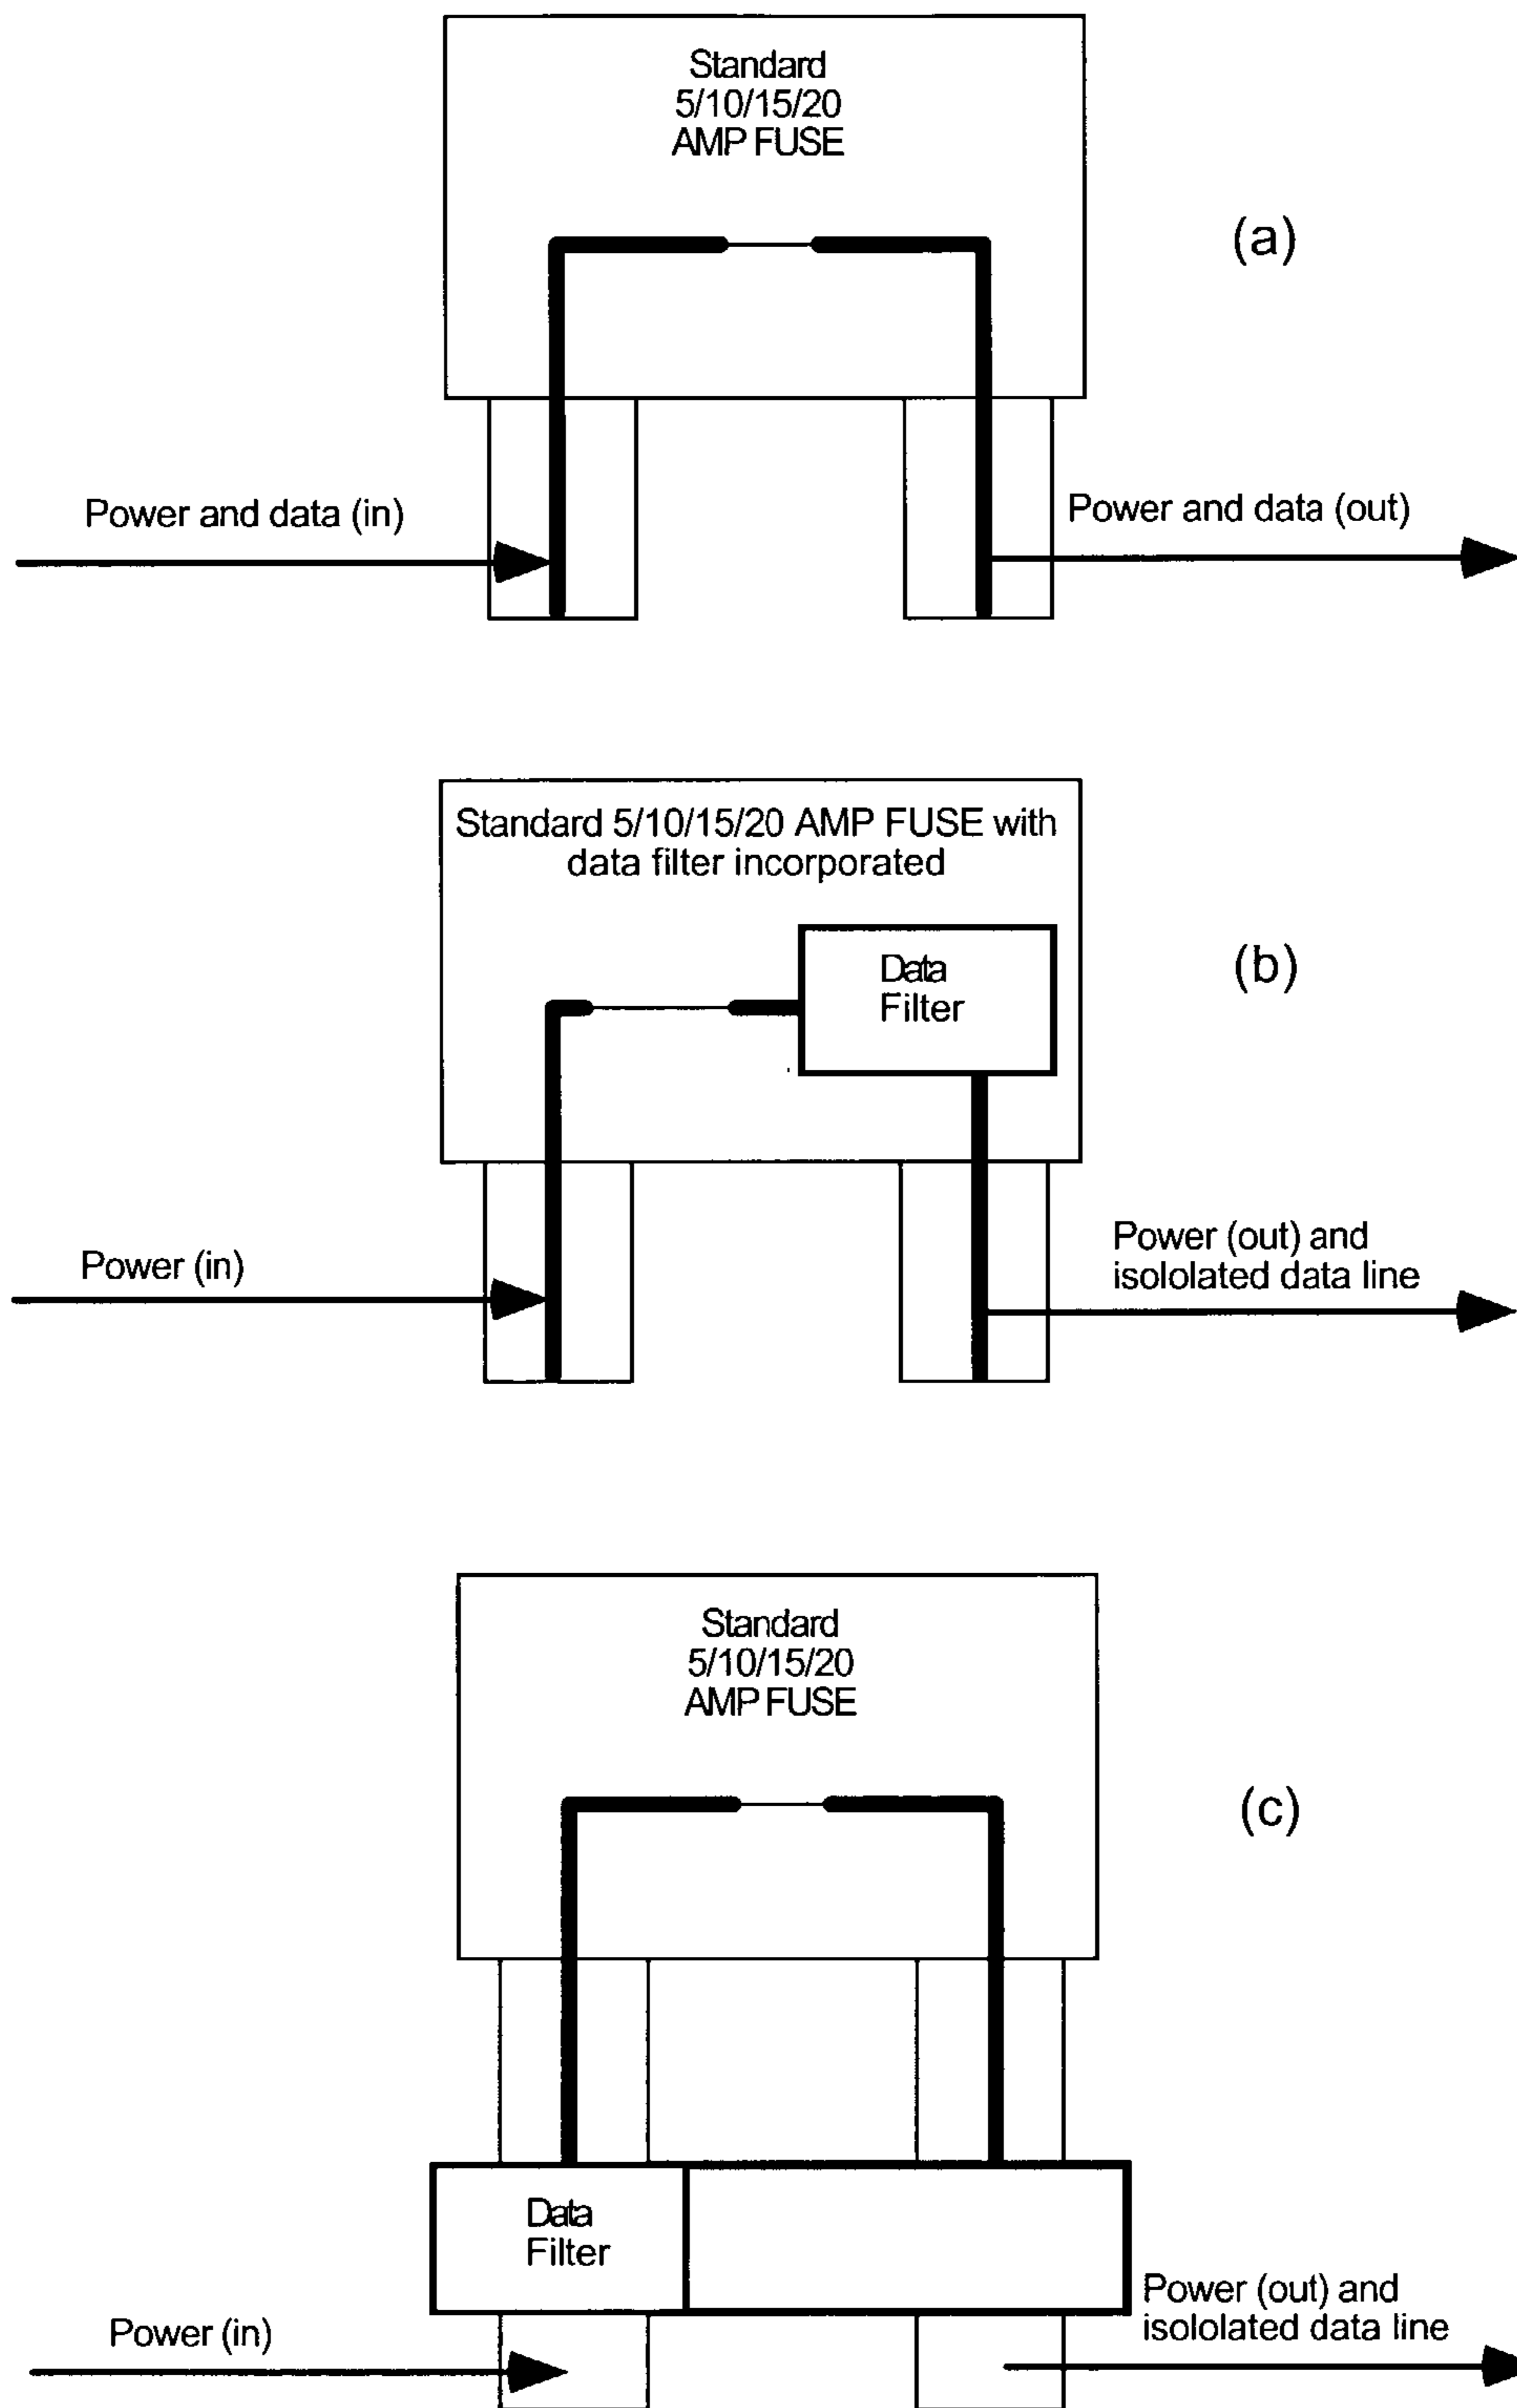 Standard
5/10/15/20
AMP FUSE
(a)
Power and data (in)
Power and data (out)
Standard 5/10/15/20 AMP FUSE with
data filter incorporated
Data
Filter
(b)
Power (in)
Power (out) and
isololated data line
Standard
5/10/15/20
AMP FUSE
(c)
Data
Filter
Power (in)
Power (out) and
isololated data line